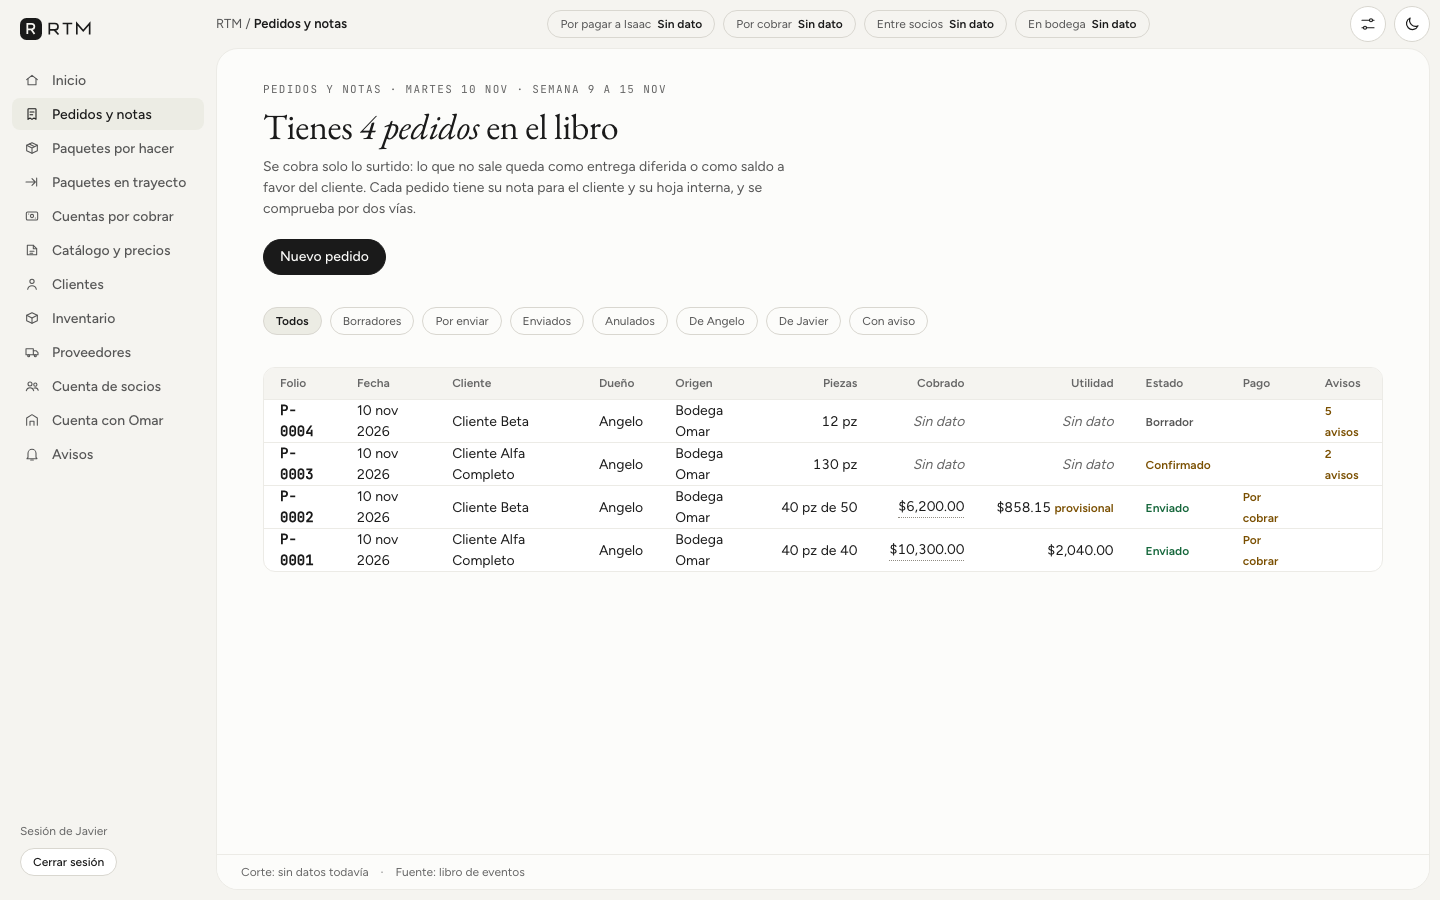 R RTM
RTM / Pedidos y notas
Por pagar a Isaac Sin dato
Por cobrar Sin dato
Entre socios Sin dato
En bodega Sin dato
Inicio
Pedidos y notas
Paquetes por hacer
Paquetes en trayecto
Cuentas por cobrar
Catálogo y precios
Clientes
Inventario
Proveedores
Cuenta de socios
Cuenta con Omar
Avisos
Sesión de Javier
Cerrar sesión
PEDIDOS Y NOTAS · MARTES 10 NOV · SEMANA 9 A 15 NOV
Tienes 4 pedidos en el libro
Se cobra solo lo surtido: lo que no sale queda como entrega diferida o como saldo a
favor del cliente. Cada pedido tiene su nota para el cliente y su hoja interna, y se
comprueba por dos vías.
Nuevo pedido
Todos Borradores Por enviar Enviados Anulados De Angelo De Javier Con aviso
Folio Fecha Cliente Dueño Origen Piezas Cobrado Utilidad Estado Pago Avisos
P-0004 10 nov 2026 Cliente Beta Angelo Bodega Omar 12 pz Sin dato Sin dato Borrador 5 avisos
P-0003 10 nov 2026 Cliente Alfa Completo Angelo Bodega Omar 130 pz Sin dato Sin dato Confirmado 2 avisos
P-0002 10 nov 2026 Cliente Beta Angelo Bodega Omar 40 pz de 50 $6,200.00 $858.15 provisional Enviado Por cobrar
P-0001 10 nov 2026 Cliente Alfa Completo Angelo Bodega Omar 40 pz de 40 $10,300.00 $2,040.00 Enviado Por cobrar
Corte: sin datos todavía · Fuente: libro de eventos